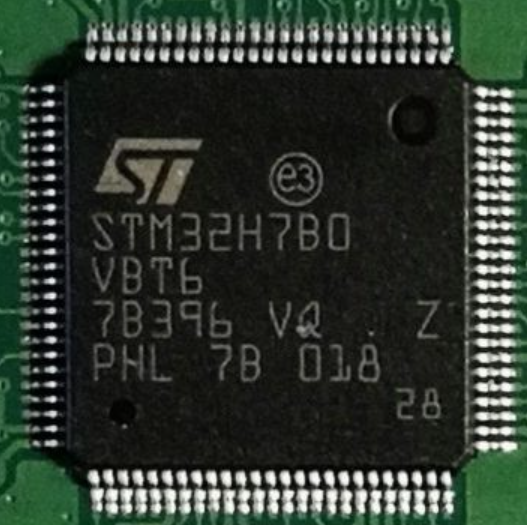 ST
e3
STM32H7B0
VBT6
7B396 VQ Z
PHL 7B 018
28